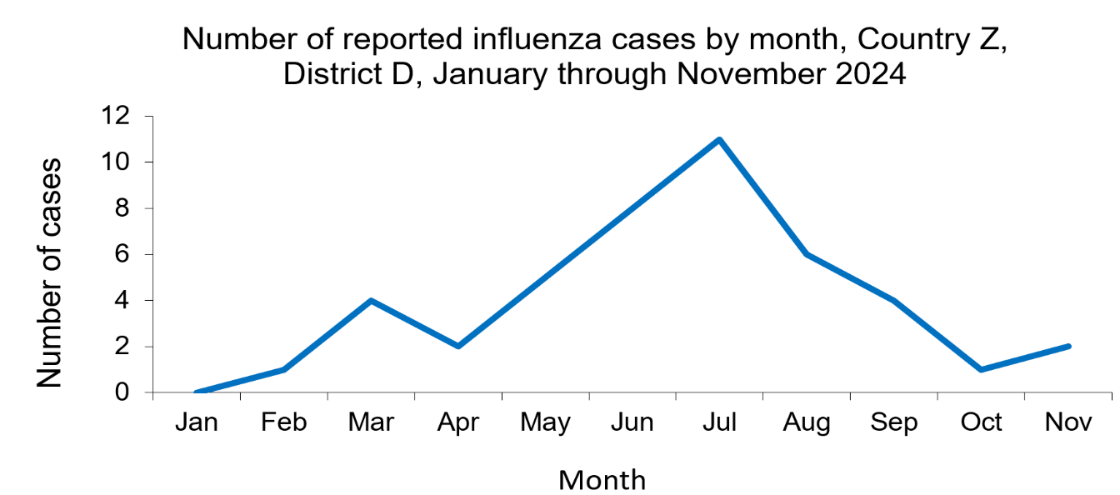 Number of reported influenza cases by month, Country Z,
District D, January through November 2024
Number of cases
12
10
8
6
4
2
0
Jan Feb Mar Apr May Jun Jul Aug Sep Oct Nov
Month